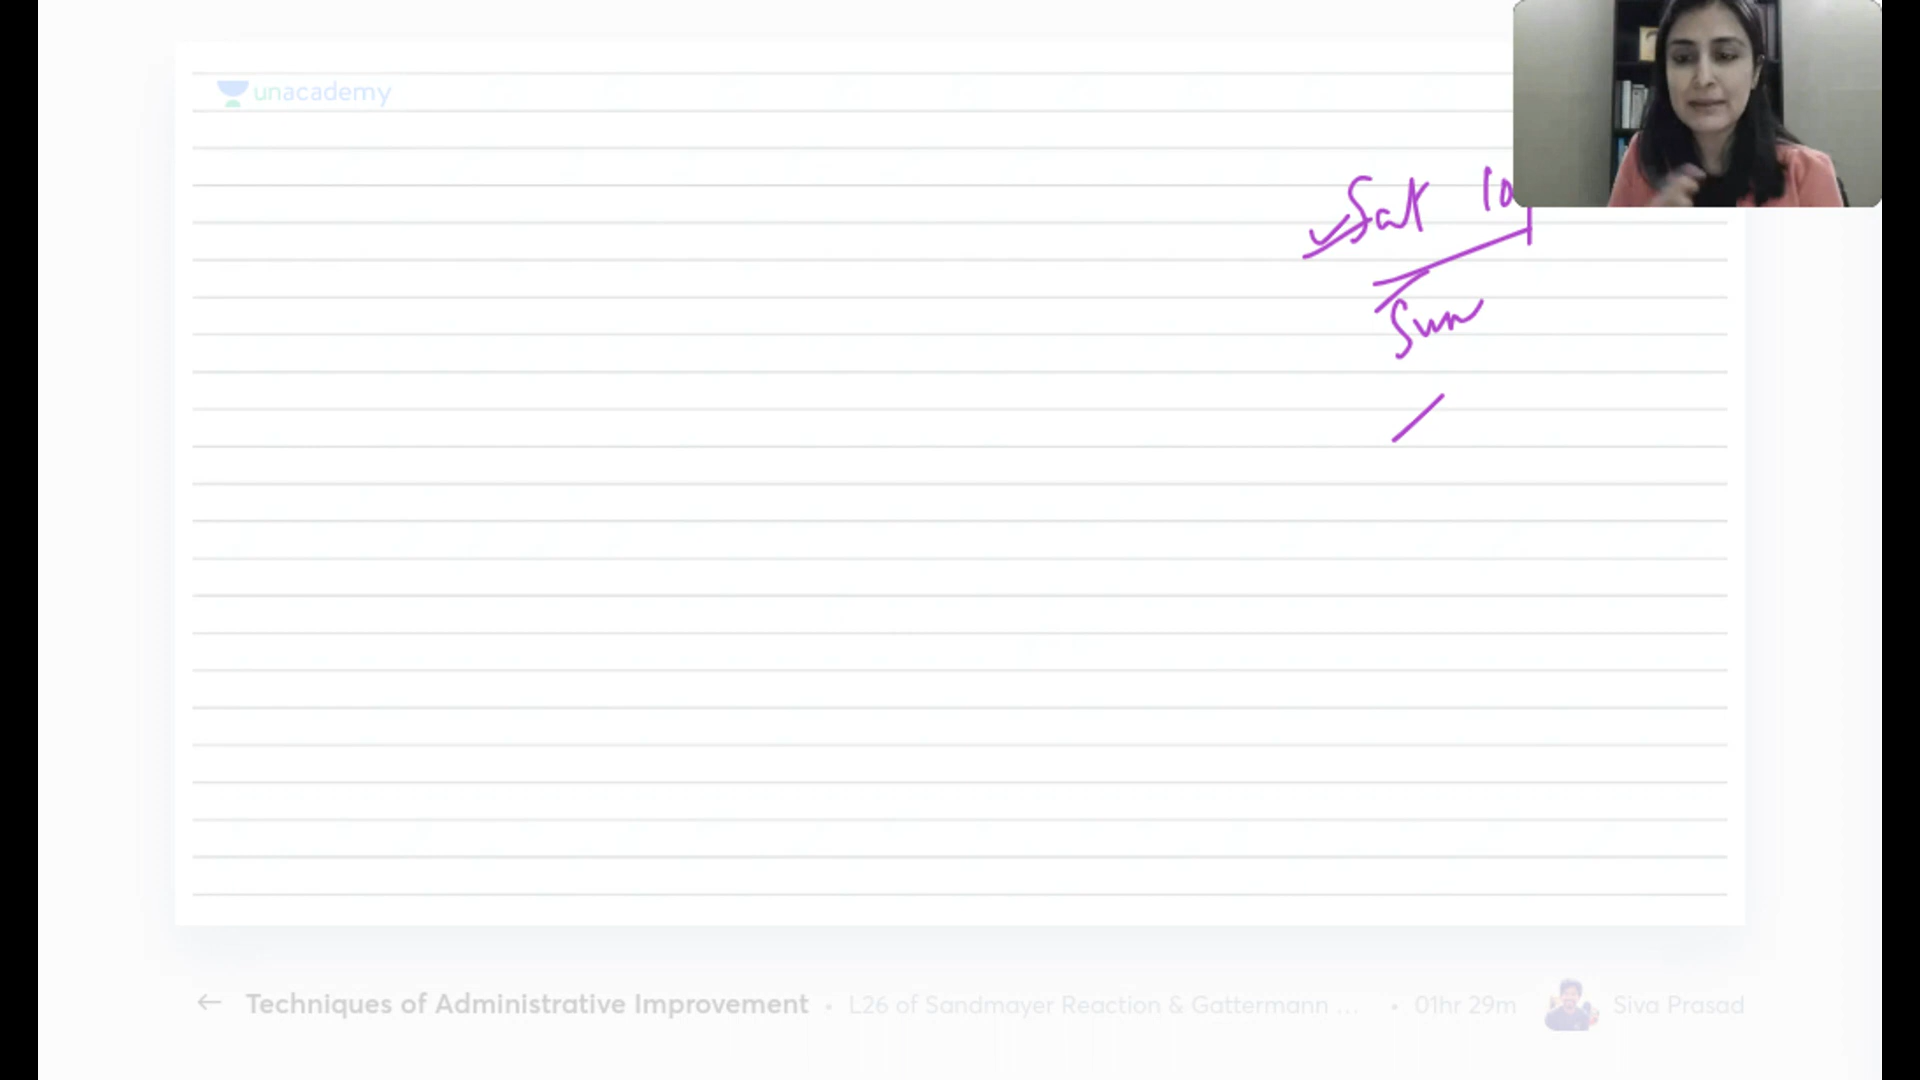 unacademy
Sat 10
Sun
Techniques of Administrative Improvement • L26 of Sandmayer Reaction & Gattermann ... • 01hr 29m Siva Prasad